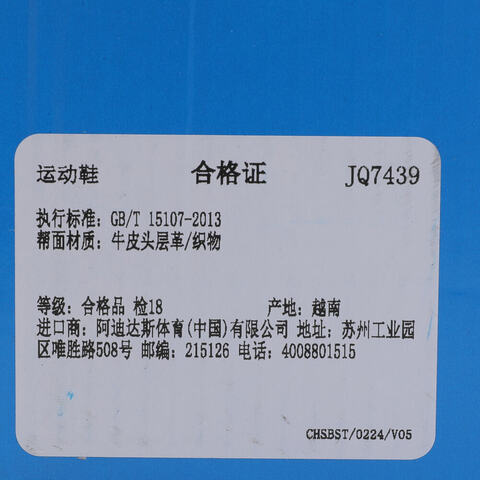 运动鞋 合格证 JQ7439
执行标准: GB/T 15107-2013
帮面材质: 牛皮头层革/织物
等级: 合格品 检18 产地: 越南
进口商: 阿迪达斯体育(中国)有限公司 地址: 苏州工业园
区唯胜路508号 邮编: 215126 电话: 4008801515
CHSBST/0224/V05